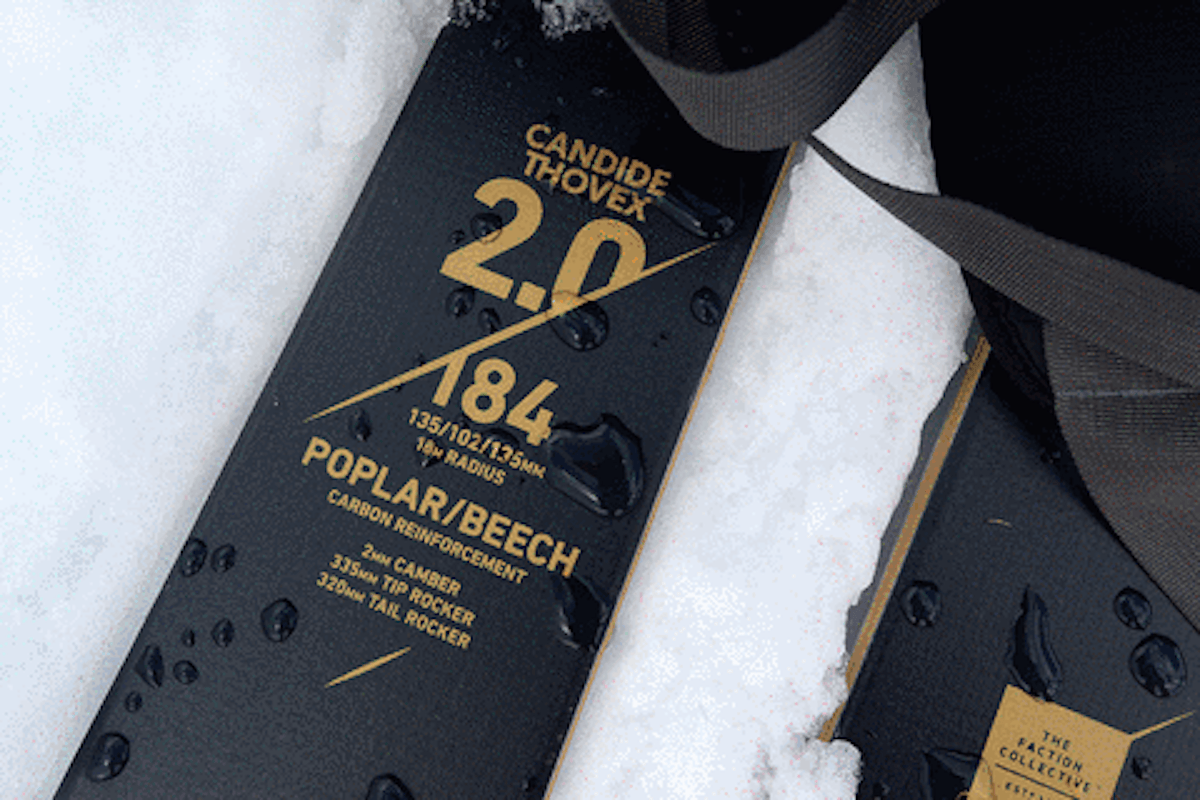 CANDIDE
THOVEX
2.0
184
135/102/135MM
18M RADIUS
POPLAR/BEECH
CARBON REINFORCEMENT
2MM CAMBER
335MM TIP ROCKER
320MM TAIL ROCKER
THE
FACTION
COLLECTIVE